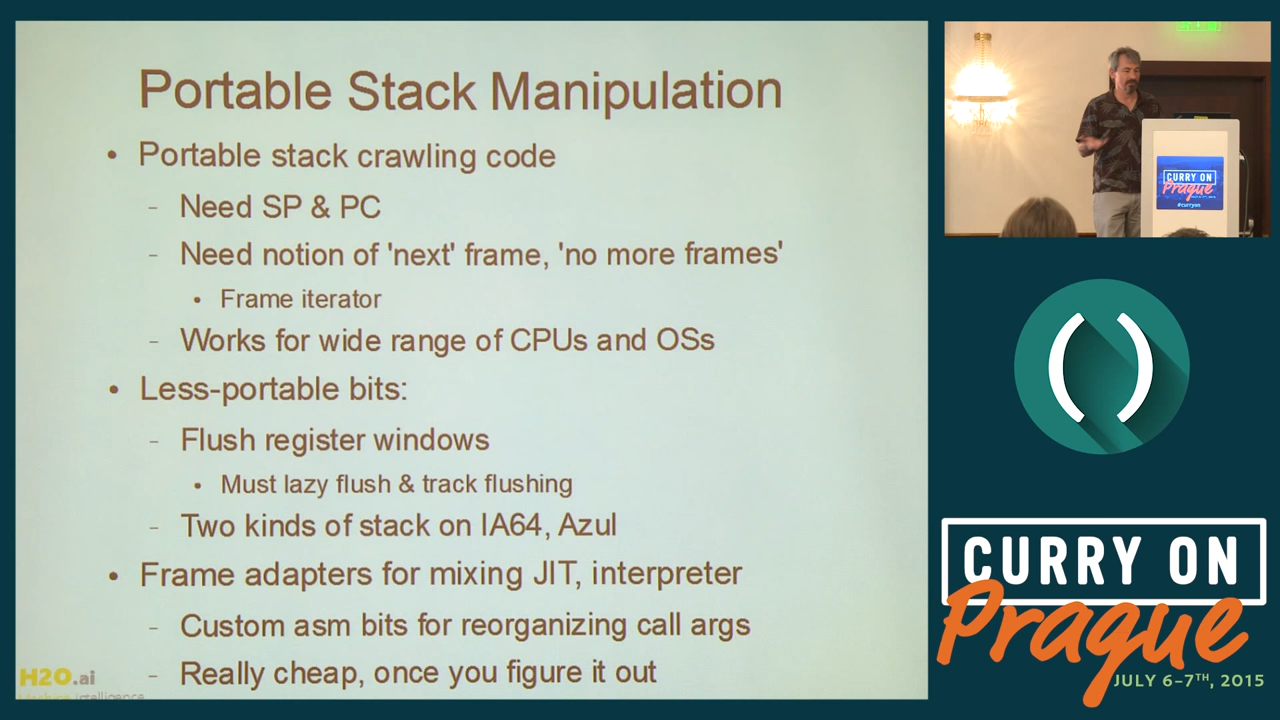 Portable Stack Manipulation
• Portable stack crawling code
- Need SP & PC
- Need notion of 'next' frame, 'no more frames'
• Frame iterator
- Works for wide range of CPUs and OSs
• Less-portable bits:
- Flush register windows
• Must lazy flush & track flushing
- Two kinds of stack on IA64, Azul
• Frame adapters for mixing JIT, interpreter
- Custom asm bits for reorganizing call args
- Really cheap, once you figure it out
H2O.ai
Machine Intelligence
CURRY ON
Prague
#curryon
( )
CURRY ON
Prague
JULY 6–7TH, 2015